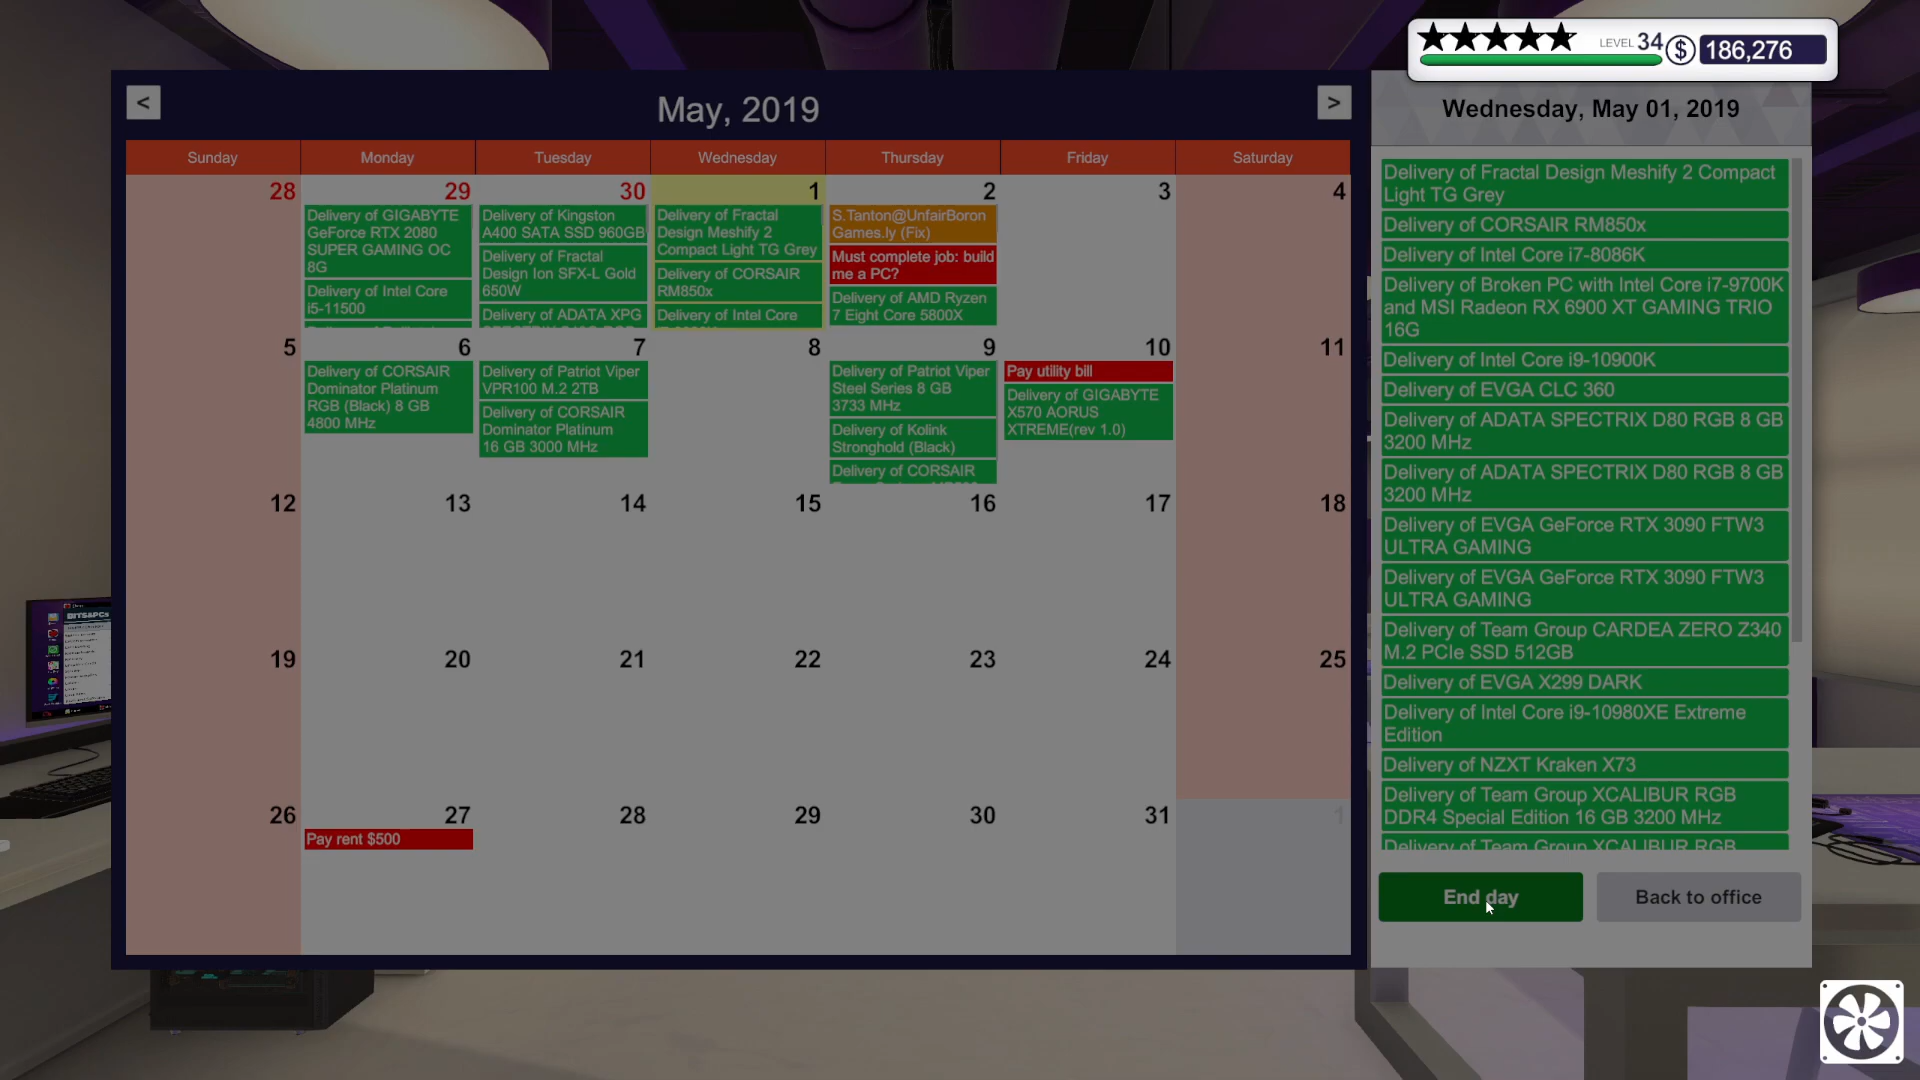 ★★★★★ LEVEL 34 $ 186,276
<
May, 2019
>
Sunday Monday Tuesday Wednesday Thursday Friday Saturday
28 29 30 1 2 3 4
Delivery of GIGABYTE
GeForce RTX 2080
SUPER GAMING OC
8G
Delivery of Intel Core
i5-11500
Delivery of Kingston
A400 SATA SSD 960GB
Delivery of Fractal
Design Ion SFX-L Gold
650W
Delivery of ADATA XPG
Delivery of Fractal
Design Meshify 2
Compact Light TG Grey
Delivery of CORSAIR
RM850x
Delivery of Intel Core
S.Tanton@UnfairBoron
Games.ly (Fix)
Must complete job: build
me a PC?
Delivery of AMD Ryzen
7 Eight Core 5800X
5 6 7 8 9 10 11
Delivery of CORSAIR
Dominator Platinum
RGB (Black) 8 GB
4800 MHz
Delivery of Patriot Viper
VPR100 M.2 2TB
Delivery of CORSAIR
Dominator Platinum
16 GB 3000 MHz
Delivery of Patriot Viper
Steel Series 8 GB
3733 MHz
Delivery of Kolink
Stronghold (Black)
Delivery of CORSAIR
Pay utility bill
Delivery of GIGABYTE
X570 AORUS
XTREME(rev 1.0)
12 13 14 15 16 17 18
19 20 21 22 23 24 25
26 27 28 29 30 31 1
Pay rent $500
Wednesday, May 01, 2019
Delivery of Fractal Design Meshify 2 Compact
Light TG Grey
Delivery of CORSAIR RM850x
Delivery of Intel Core i7-8086K
Delivery of Broken PC with Intel Core i7-9700K
and MSI Radeon RX 6900 XT GAMING TRIO
16G
Delivery of Intel Core i9-10900K
Delivery of EVGA CLC 360
Delivery of ADATA SPECTRIX D80 RGB 8 GB
3200 MHz
Delivery of ADATA SPECTRIX D80 RGB 8 GB
3200 MHz
Delivery of EVGA GeForce RTX 3090 FTW3
ULTRA GAMING
Delivery of EVGA GeForce RTX 3090 FTW3
ULTRA GAMING
Delivery of Team Group CARDEA ZERO Z340
M.2 PCIe SSD 512GB
Delivery of EVGA X299 DARK
Delivery of Intel Core i9-10980XE Extreme
Edition
Delivery of NZXT Kraken X73
Delivery of Team Group XCALIBUR RGB
DDR4 Special Edition 16 GB 3200 MHz
Delivery of Team Group XCALIBUR RGB
End day
Back to office
BITS&PCs